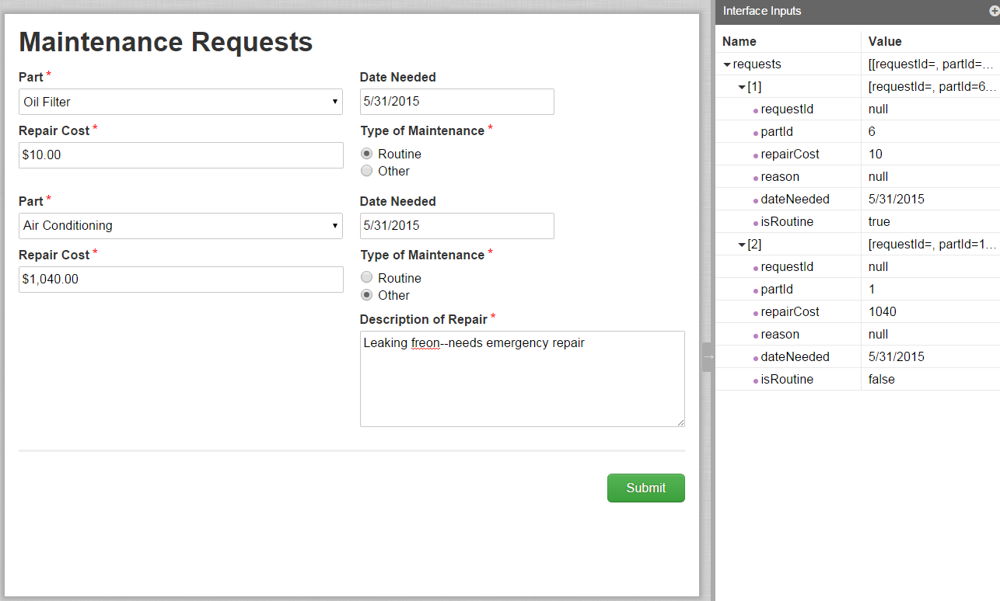 Maintenance Requests
Part *
Date Needed
Oil Filter
5/31/2015
Repair Cost *
Type of Maintenance *
$10.00
Routine
Other
Part *
Date Needed
Air Conditioning
5/31/2015
Repair Cost *
Type of Maintenance *
$1,040.00
Routine
Other
Description of Repair *
Leaking freon--needs emergency repair
Submit
Interface Inputs
Name Value
requests [[requestId=, partId=...
[1] [requestId=, partId=6...
requestId null
partId 6
repairCost 10
reason null
dateNeeded 5/31/2015
isRoutine true
[2] [requestId=, partId=1...
requestId null
partId 1
repairCost 1040
reason null
dateNeeded 5/31/2015
isRoutine false